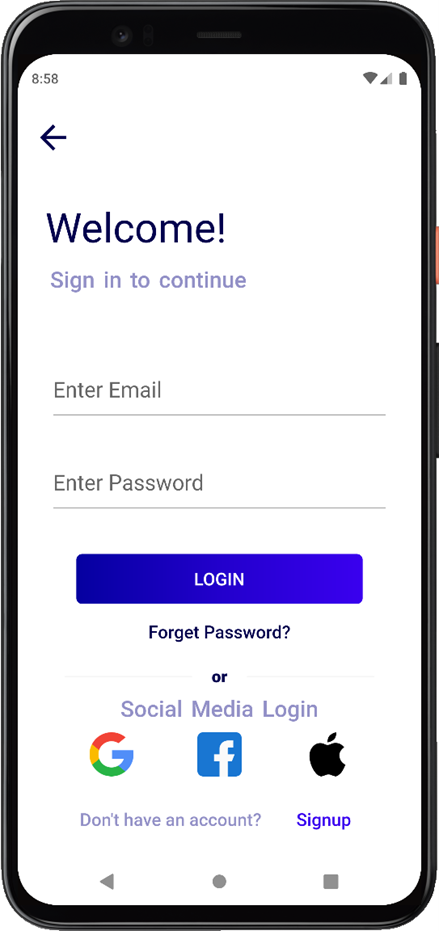 8:58
Welcome!
Sign in to continue
Enter Email
Enter Password
LOGIN
Forget Password?
or
Social Media Login
Don't have an account? Signup